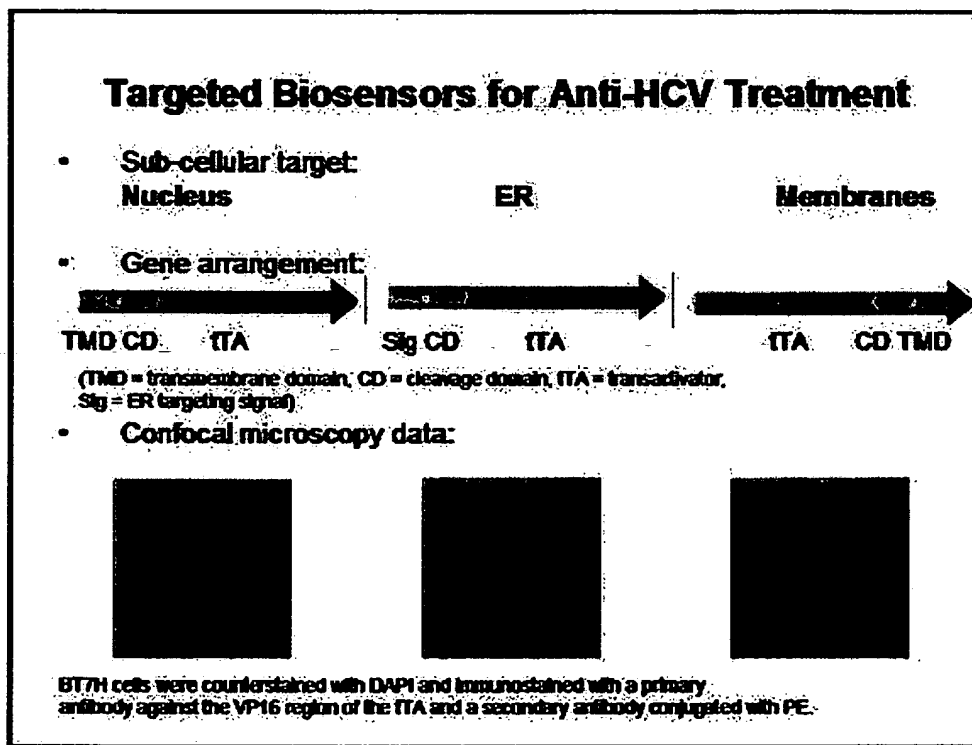 Targeted Biosensors for Anti-HCV Treatment
• Sub-cellular target:
Nucleus ER Membranes
• Gene arrangement:
TMD CD tTA Sig CD tTA tTA CD TMD
(TMD = transmembrane domain, CD = cleavage domain, tTA = transactivator,
Sig = ER targeting signal)
• Confocal microscopy data:
BT7H cells were counterstained with DAPI and immunostained with a primary
antibody against the VP16 region of the tTA and a secondary antibody conjugated with PE.